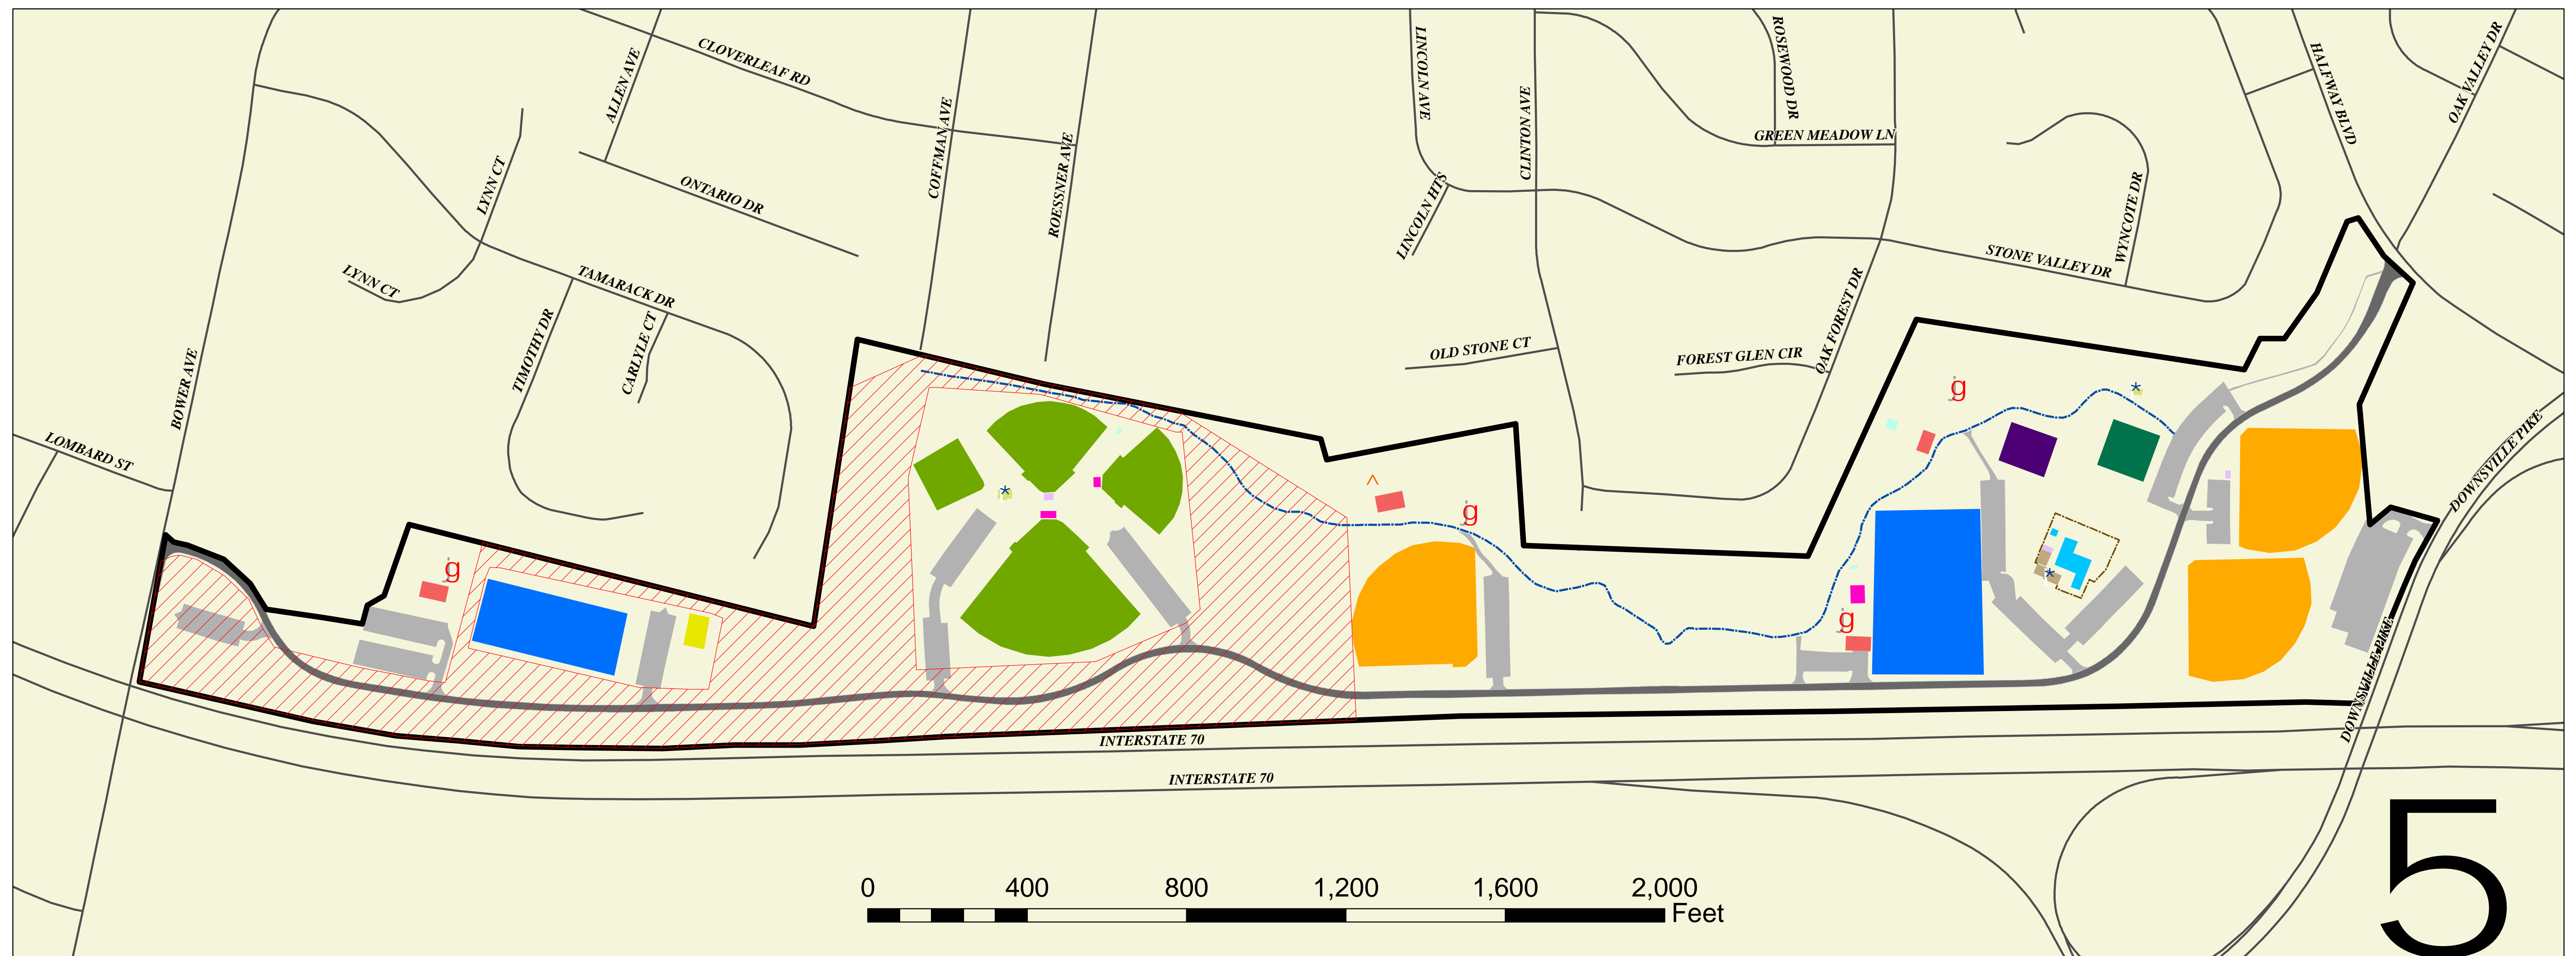 CLOVERLEAF RD
ALLEN AVE
LYNN CT
ONTARIO DR
COFFMAN AVE
ROESSNER AVE
LINCOLN AVE
CLINTON AVE
LINCOLN HTS
ROSEWOOD DR
GREEN MEADOW LN
HALFWAY BLVD
OAK VALLEY DR
WYNCOTE DR
STONE VALLEY DR
LYNN CT
TAMARACK DR
TIMOTHY DR
CARLYLE CT
BOWER AVE
LOMBARD ST
OLD STONE CT
FOREST GLEN CIR
OAK FOREST DR
DOWNSVILLE PIKE
g
g
g
g
DOWNSVILLE PIKE
DOWNSVILLE PIKE
INTERSTATE 70
INTERSTATE 70
0 400 800 1,200 1,600 2,000
Feet
5